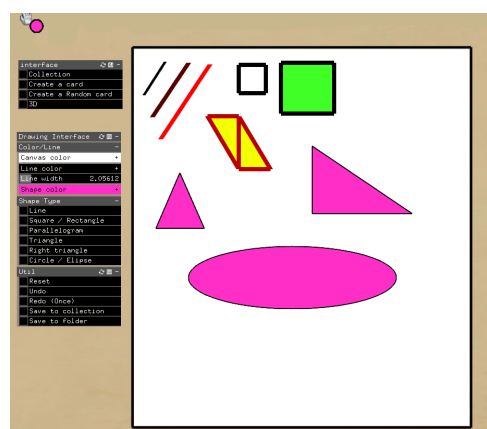 interface
Collection
Create a card
Create a Random card
3D
Drawing Interface
Color/Line
Canvas color
Line color
Line width 2.05612
Shape color
Shape Type
Line
Square / Rectangle
Parallelogram
Triangle
Right triangle
Circle / Elipse
Util
Reset
Undo
Redo (Once)
Save to collection
Save to folder